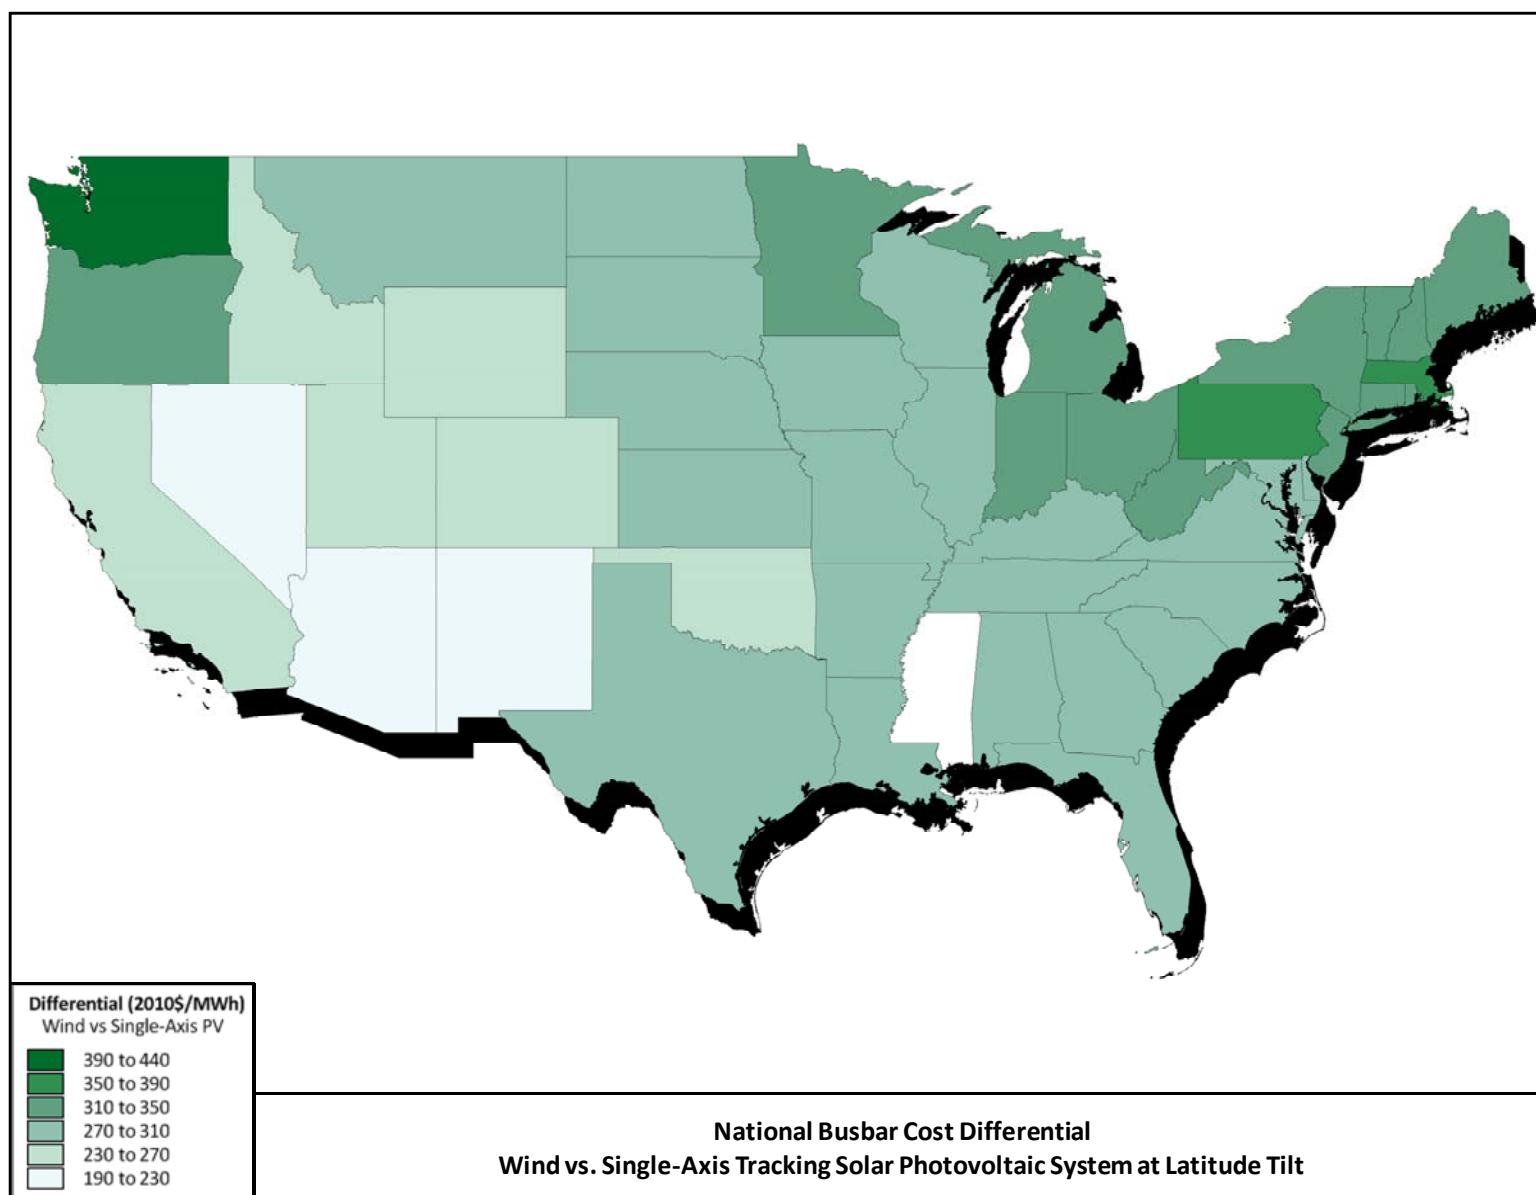 Differential (2010$/MWh)
Wind vs Single-Axis PV
390 to 440
350 to 390
310 to 350
270 to 310
230 to 270
190 to 230
National Busbar Cost Differential
Wind vs. Single-Axis Tracking Solar Photovoltaic System at Latitude Tilt